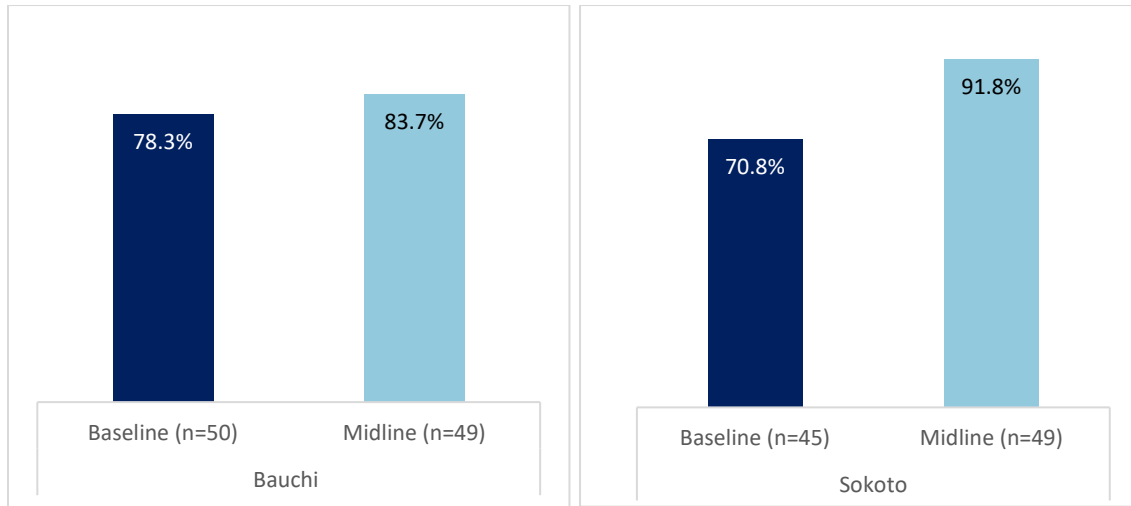 78.3%
83.7%
Baseline (n=50)
Midline (n=49)
Bauchi
70.8%
91.8%
Baseline (n=45)
Midline (n=49)
Sokoto